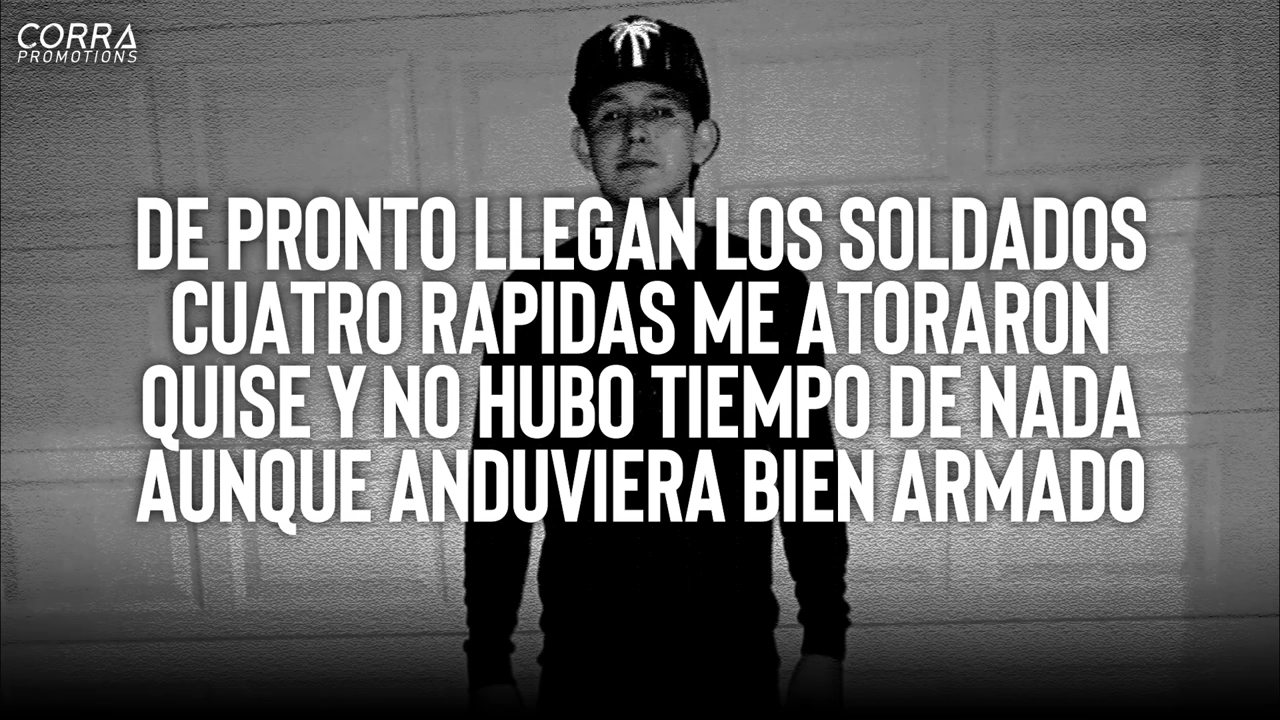 CORRA
PROMOTIONS
DE PRONTO LLEGAN LOS SOLDADOS
CUATRO RAPIDAS ME ATORARON
QUISE Y NO HUBO TIEMPO DE NADA
AUNQUE ANDUVIERA BIEN ARMADO